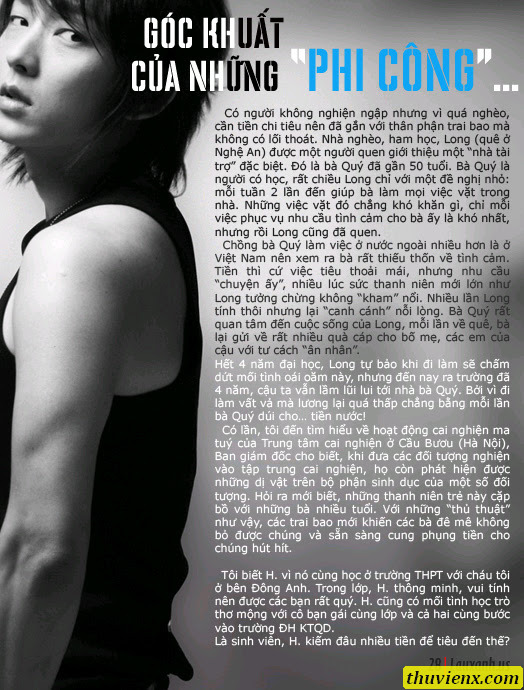 GÓC KHUẤT
CỦA NHỮNG “PHI CÔNG”...
Có người không nghiện ngập nhưng vì quá nghèo,
cần tiền chi tiêu nên đã gắn với thân phận trai bao mà
không có lối thoát. Nhà nghèo, ham học, Long (quê ở
Nghệ An) được một người quen giới thiệu một “nhà tài
trợ” đặc biệt. Đó là bà Quý đã gần 50 tuổi. Bà Quý là
người có học, rất chiều Long chỉ với một đề nghị nhỏ:
mỗi tuần 2 lần đến giúp bà làm mọi việc vặt trong
nhà. Những việc vặt đó chẳng khó khăn gì, chỉ mỗi
việc phục vụ nhu cầu tình cảm cho bà ấy là khó nhất,
nhưng rồi Long cũng đã quen.
Chồng bà Quý làm việc ở nước ngoài nhiều hơn là ở
Việt Nam nên xem ra bà rất thiếu thốn về tình cảm.
Tiền thì cứ việc tiêu thoải mái, nhưng nhu cầu
“chuyện ấy”, nhiều lúc sức thanh niên mới lớn như
Long tưởng chừng không “kham” nổi. Nhiều lần Long
tính thôi nhưng lại “canh cánh” nỗi lòng. Bà Quý rất
quan tâm đến cuộc sống của Long, mỗi lần về quê, bà
lại gửi về rất nhiều quà cáp cho bố mẹ, các em của
cậu với tư cách “ân nhân”.
Hết 4 năm đại học, Long tự bảo khi đi làm sẽ chấm
dứt mối tình oái oăm này, nhưng đến nay ra trường đã
4 năm, cậu ta vẫn lầm lũi lui tới nhà bà Quý. Bởi vì đi
làm vất vả mà lương lại quá thấp chẳng bằng mỗi lần
bà Quý dúi cho... tiền nước!
Có lần, tôi đến tìm hiểu về hoạt động cai nghiện ma
tuý của Trung tâm cai nghiện ở Cầu Bươu (Hà Nội),
Ban giám đốc cho biết, khi đưa các đối tượng nghiện
vào tập trung cai nghiện, họ còn phát hiện được
những dị vật trên bộ phận sinh dục của một số đối
tượng. Hỏi ra mới biết, những thanh niên trẻ này cặp
bồ với những bà nhiều tuổi. Với những “thủ thuật”
như vậy, các trai bao mới khiến các bà đê mê không
bỏ được chúng và sẵn sàng cung phụng tiền cho
chúng hút hít.
Tôi biết H. vì nó cùng học ở trường THPT với cháu tôi
ở bên Đông Anh. Trong lớp, H. thông minh, vui tính
nên được các bạn rất quý. H. cũng có mối tình học trò
thơ mộng với cô bạn gái cùng lớp và cả hai cùng bước
vào trường ĐH KTQD.
Là sinh viên, H. kiếm đâu nhiều tiền để tiêu đến thế?
thuvienx.com